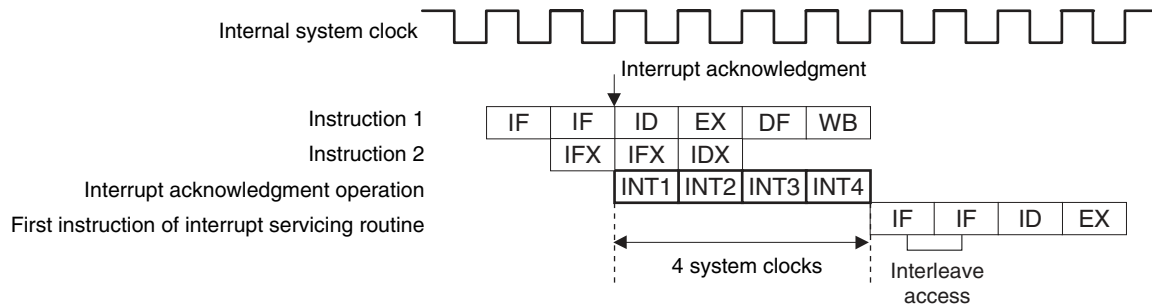 Internal system clock
Interrupt acknowledgment
Instruction 1 IF IF ID EX DF WB
Instruction 2 IFX IFX IDX
Interrupt acknowledgment operation INT1 INT2 INT3 INT4
First instruction of interrupt servicing routine IF IF ID EX
4 system clocks
Interleave
access